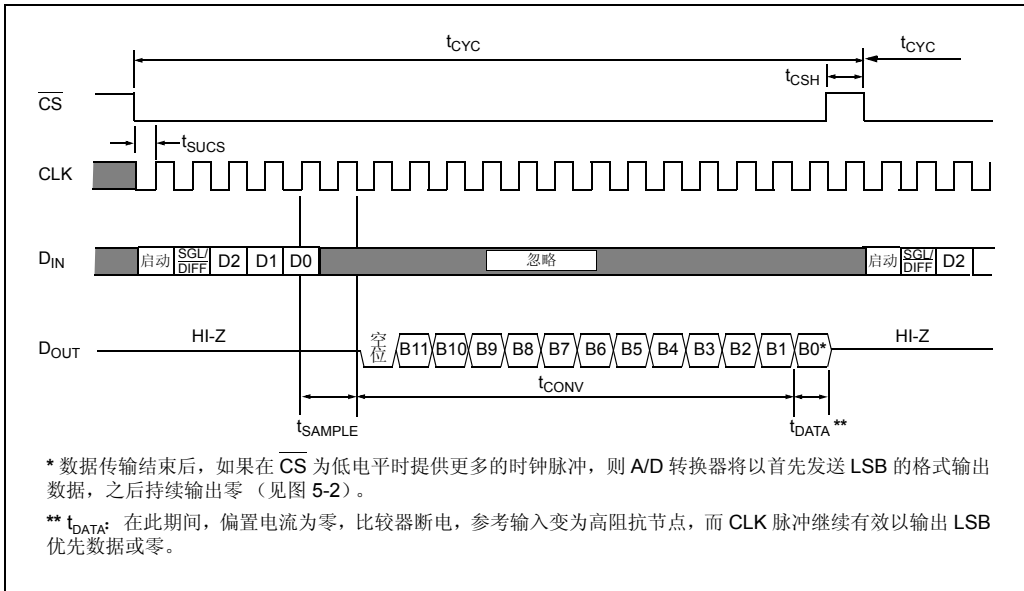 tCYC
tCYC
tCSH
CS
tSUCS
CLK
DIN
启动 SGL/DIFF D2 D1 D0
忽略
启动 SGL/DIFF D2
DOUT
HI-Z
空位 B11 B10 B9 B8 B7 B6 B5 B4 B3 B2 B1 B0*
HI-Z
tCONV
tSAMPLE
tDATA **
* 数据传输结束后，如果在 CS 为低电平时提供更多的时钟脉冲，则 A/D 转换器将以首先发送 LSB 的格式输出
数据，之后持续输出零 （见图 5-2）。
** tDATA：在此期间，偏置电流为零，比较器断电，参考输入变为高阻抗节点，而 CLK 脉冲继续有效以输出 LSB
优先数据或零。